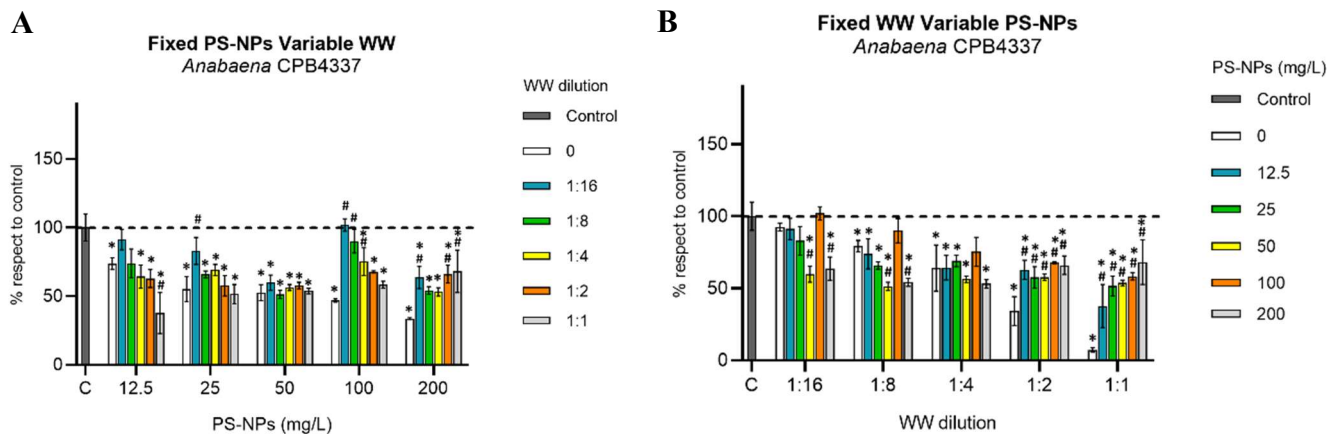 A
Fixed PS-NPs Variable WW
Anabaena CPB4337
% respect to control
150
100
50
0
C 12.5 25 50 100 200
PS-NPs (mg/L)
WW dilution
Control
0
1:16
1:8
1:4
1:2
1:1
B
Fixed WW Variable PS-NPs
Anabaena CPB4337
% respect to control
150
100
50
0
C 1:16 1:8 1:4 1:2 1:1
WW dilution
PS-NPs (mg/L)
Control
0
12.5
25
50
100
200